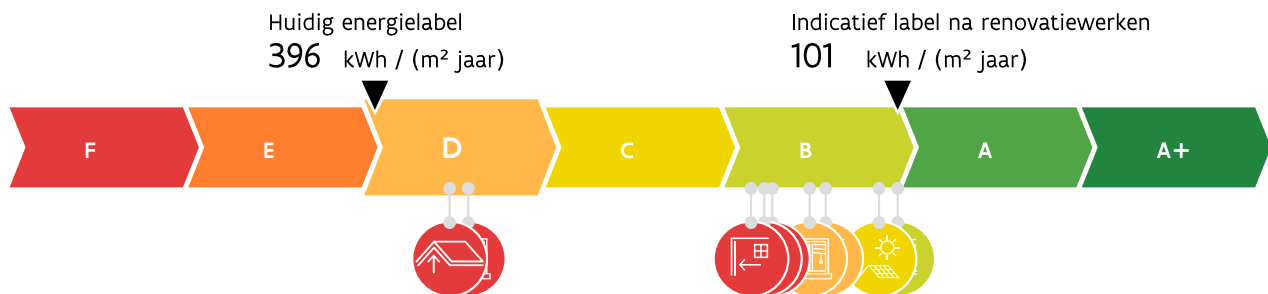 Huidig energielabel
396 kWh / (m² jaar)
Indicatief label na renovatiewerken
101 kWh / (m² jaar)
F E D C B A A+